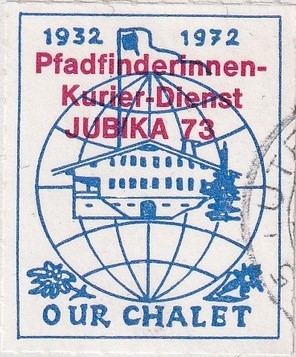 1932 1972
Pfadfinderinnen-
Kurier-Dienst
JUBIKA 73
OUR CHALET